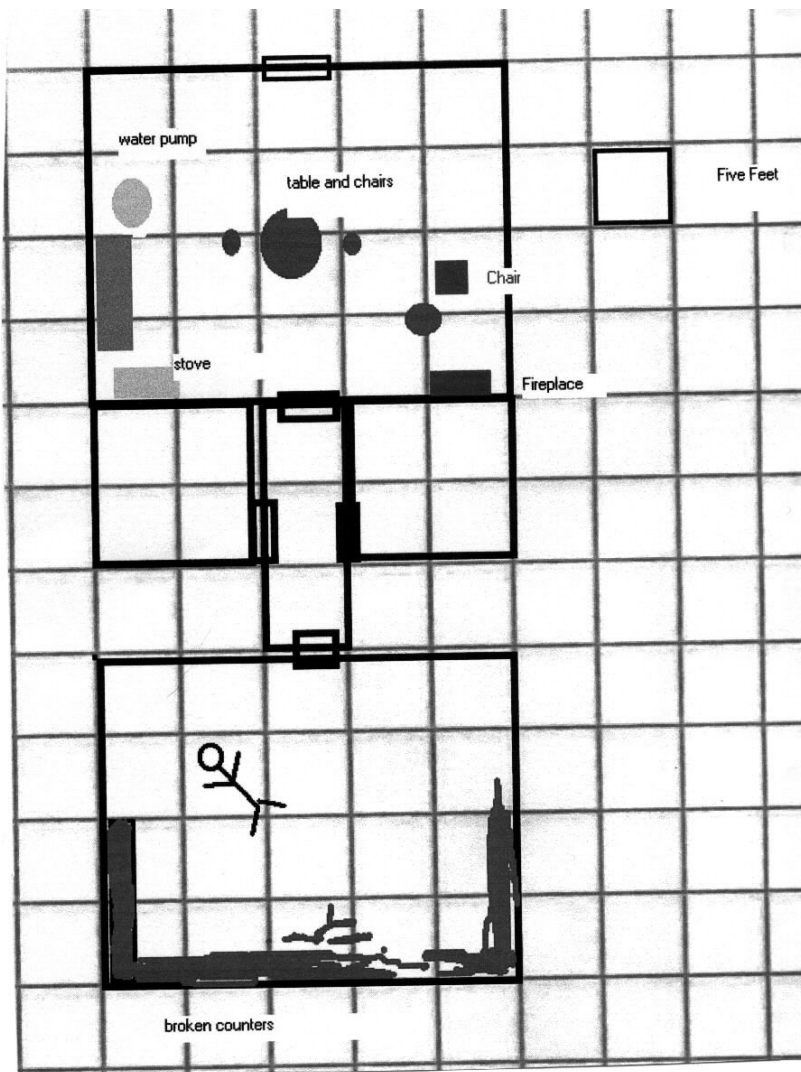 water pump
table and chairs
Five Feet
Chair
stove
Fireplace
broken counters